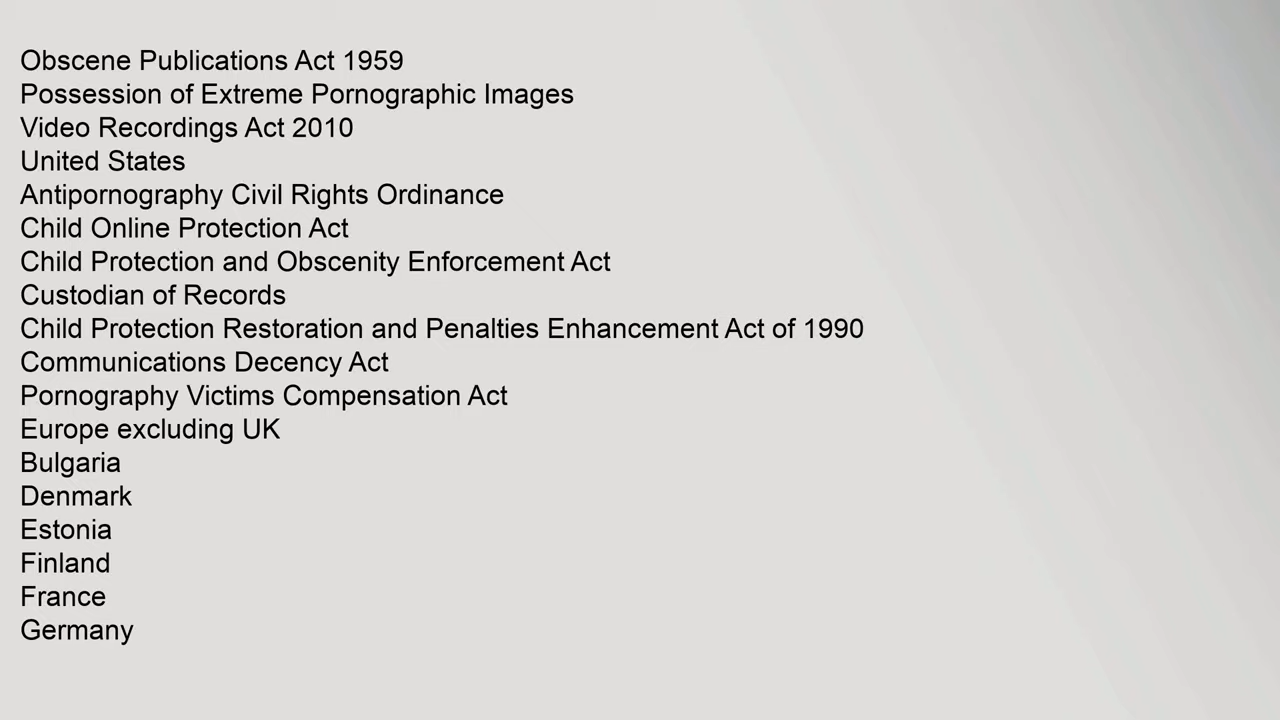 Obscene Publications Act 1959
Possession of Extreme Pornographic Images
Video Recordings Act 2010
United States
Antipornography Civil Rights Ordinance
Child Online Protection Act
Child Protection and Obscenity Enforcement Act
Custodian of Records
Child Protection Restoration and Penalties Enhancement Act of 1990
Communications Decency Act
Pornography Victims Compensation Act
Europe excluding UK
Bulgaria
Denmark
Estonia
Finland
France
Germany